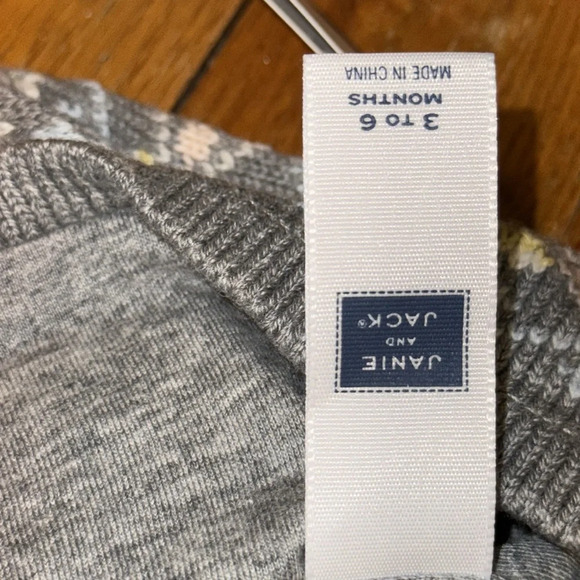 JANIE
AND
JACK®
3 TO 6
MONTHS
MADE IN CHINA